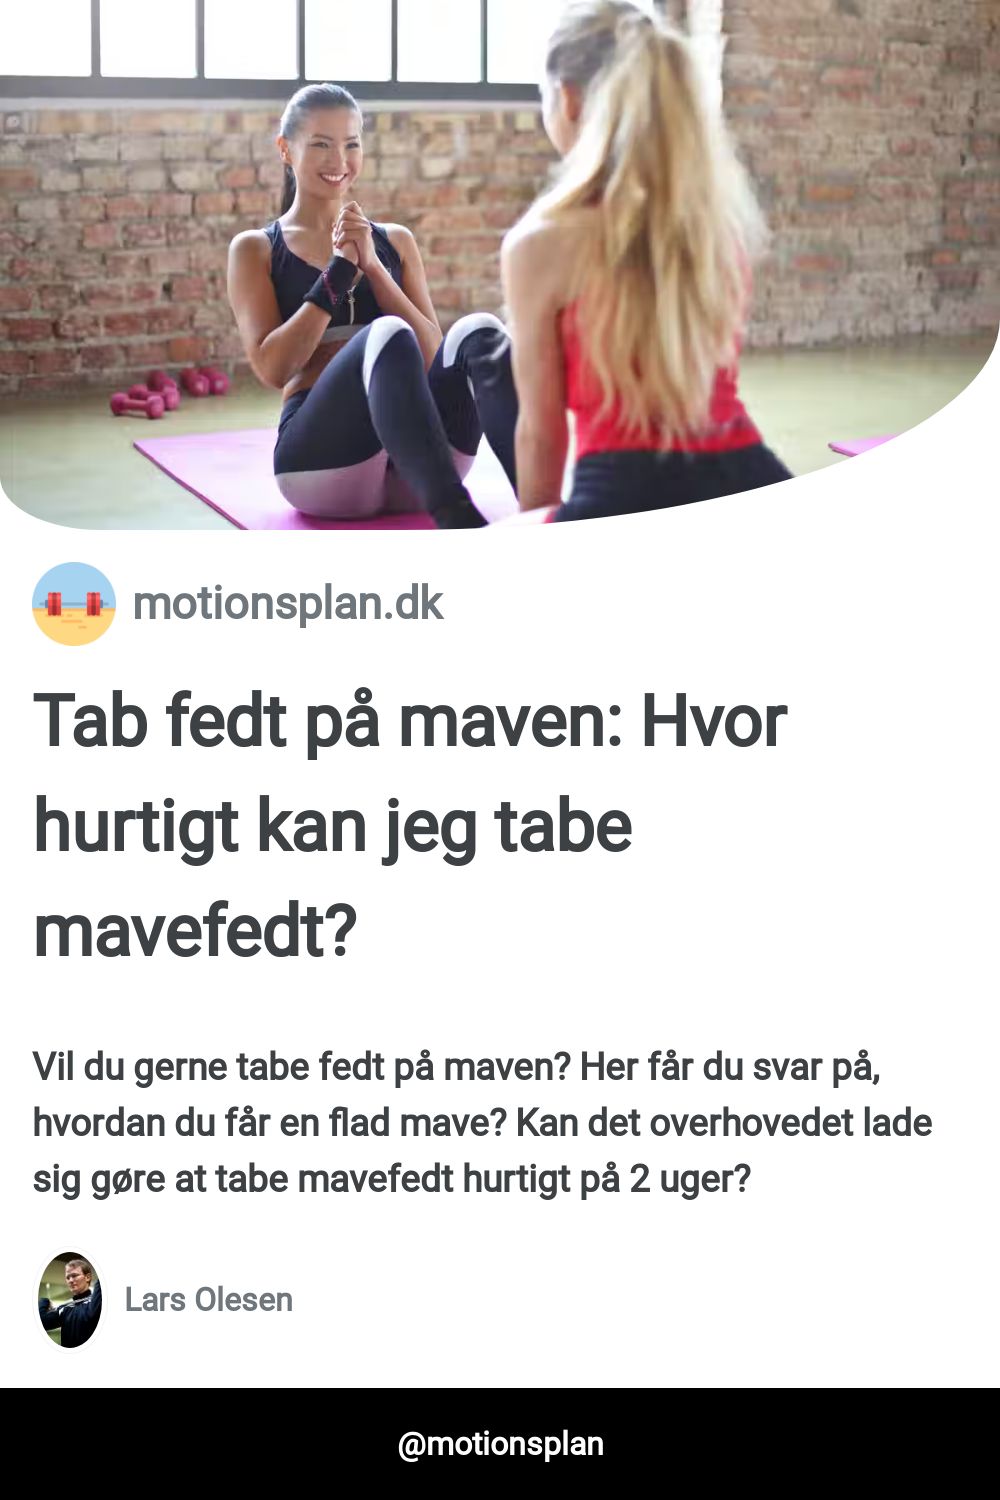 motionsplan.dk
Tab fedt på maven: Hvor
hurtigt kan jeg tabe
mavefedt?
Vil du gerne tabe fedt på maven? Her får du svar på,
hvordan du får en flad mave? Kan det overhovedet lade
sig gøre at tabe mavefedt hurtigt på 2 uger?
Lars Olesen
@motionsplan